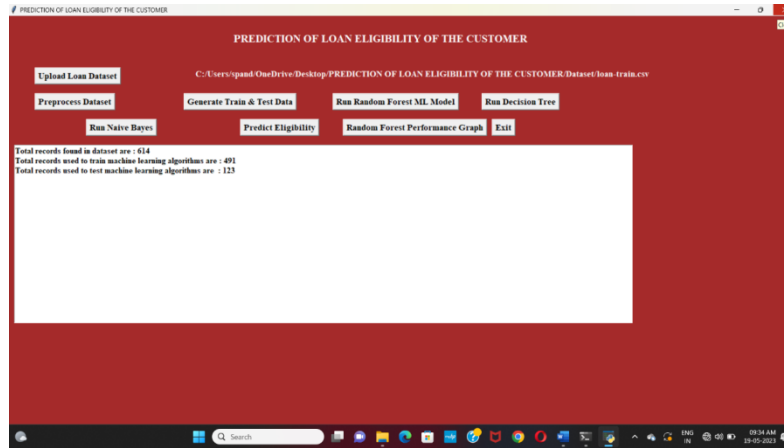 PREDICTION OF LOAN ELIGIBILITY OF THE CUSTOMER
PREDICTION OF LOAN ELIGIBILITY OF THE CUSTOMER
Upload Loan Dataset
C:/Users/spand/OneDrive/Desktop/PREDICTION OF LOAN ELIGIBILITY OF THE CUSTOMER/Dataset/loan-train.csv
Preprocess Dataset
Generate Train & Test Data
Run Random Forest ML Model
Run Decision Tree
Run Naive Bayes
Predict Eligibility
Random Forest Performance Graph
Exit
Total records found in dataset are : 614
Total records used to train machine learning algorithms are : 491
Total records used to test machine learning algorithms are : 123
Search
ENG
IN
09:34 AM
19-05-2023